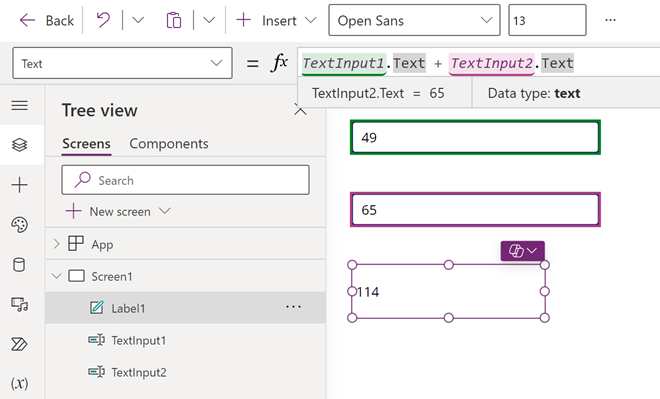 Back Insert Open Sans 13 ...
Text = fx TextInput1.Text + TextInput2.Text
TextInput2.Text = 65 Data type: text
Tree view
Screens Components
Search
New screen
App
Screen1
Label1 ...
TextInput1
TextInput2
(x)
49
65
114